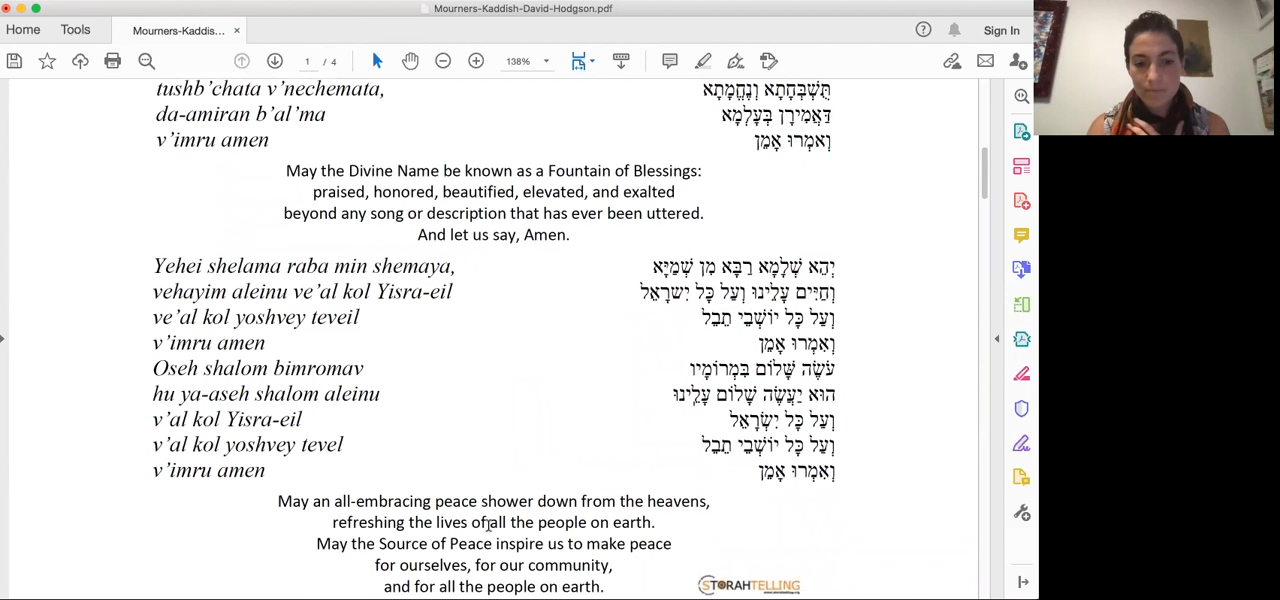 Mourners-Kaddish-David-Hodgson.pdf
Home
Tools
Mourners-Kaddis...
Sign In
1 / 4
138%
tushb’chata v’nechemata,
תֻּשְׁבְּחָתָא וְנֶחֱמָתָא
da-amiran b’al’ma
דַּאֲמִירָן בְּעָלְמָא
v’imru amen
וְאמְרוּ אָמֵן
May the Divine Name be known as a Fountain of Blessings:
praised, honored, beautified, elevated, and exalted
beyond any song or description that has ever been uttered.
And let us say, Amen.
Yehei shelama raba min shemaya,
יְהֵא שְׁלָמָא רַבָּא מִן שְׁמַיָּא
vehayim aleinu ve’al kol Yisra-eil
וְחַיִּים עָלֵינוּ וְעַל כָּל יִשׂרָאֵל
ve’al kol yoshvey teveil
וְעַל כָּל יוֹשְׁבֵי תֵבֵל
v’imru amen
וְאִמְרוּ אָמֵן
Oseh shalom bimromav
עֹשֶׂה שָּׁלוֹם בִּמְרוֹמָיו
hu ya-aseh shalom aleinu
הוּא יַעֲשֶׂה שָׁלוֹם עָלֵינוּ
v’al kol Yisra-eil
וְעַל כָּל יִשְׂרָאֵל
v’al kol yoshvey tevel
וְעַל כָּל יוֹשְׁבֵי תֵבֵל
v’imru amen
וְאִמְרוּ אָמֵן
May an all-embracing peace shower down from the heavens,
refreshing the lives of all the people on earth.
May the Source of Peace inspire us to make peace
for ourselves, for our community,
and for all the people on earth.
STORAHTELLING
www.storahtelling.org